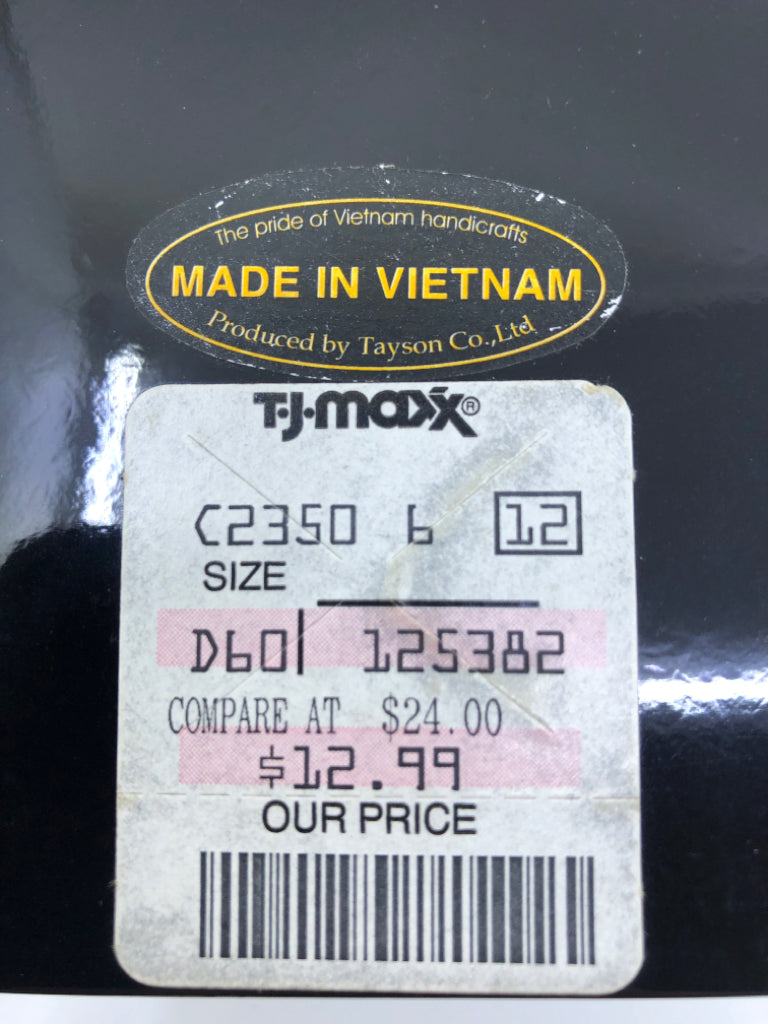 The pride of Vietnam handicrafts
MADE IN VIETNAM
Produced by Tayson Co.,Ltd
T·J·maxx®
C2350 6 12
SIZE
D60 125382
COMPARE AT $24.00
$12.99
OUR PRICE